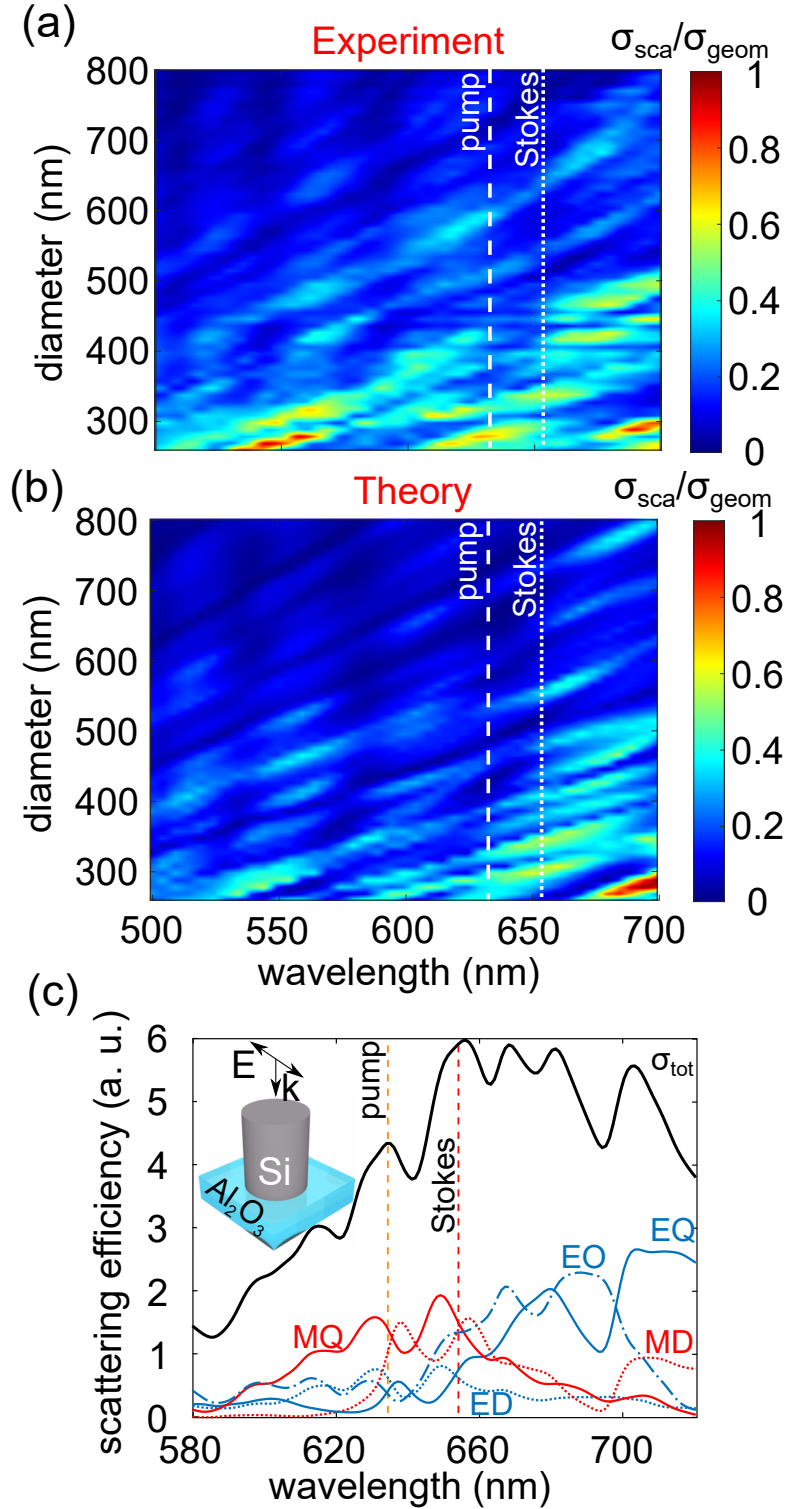 (a)
Experiment
σsca/σgeom
800
700
600
500
400
300
diameter (nm)
pump
Stokes
1
0.8
0.6
0.4
0.2
0
(b)
Theory
σsca/σgeom
800
700
600
500
400
300
diameter (nm)
pump
Stokes
1
0.8
0.6
0.4
0.2
0
500 550 600 650 700
wavelength (nm)
(c)
6
5
4
3
2
1
0
scattering efficiency (a. u.)
E
k
Si
Al2O3
pump
Stokes
σtot
EQ
EO
MQ
MD
ED
580 620 660 700
wavelength (nm)